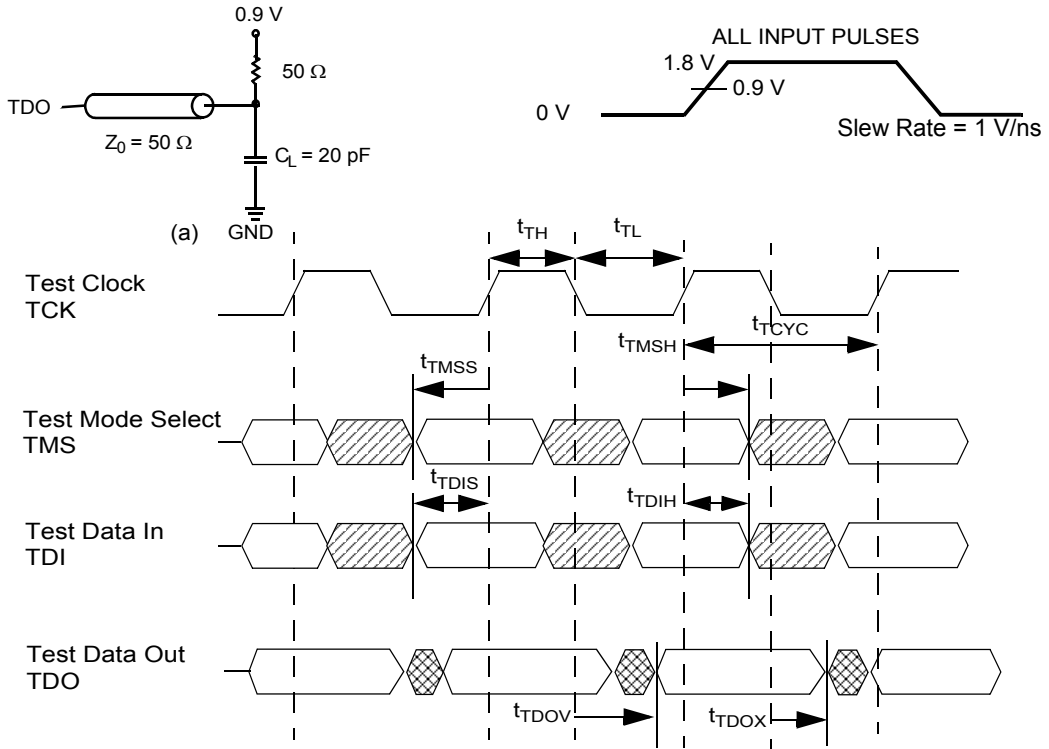 0.9 V
50 Ω
TDO
Z0 = 50 Ω
CL = 20 pF
(a) GND
ALL INPUT PULSES
1.8 V
0.9 V
0 V
Slew Rate = 1 V/ns
tTH
tTL
Test Clock
TCK
tTCYC
tTMSH
tTMSS
Test Mode Select
TMS
tTDIS
tTDIH
Test Data In
TDI
Test Data Out
TDO
tTDOV
tTDOX